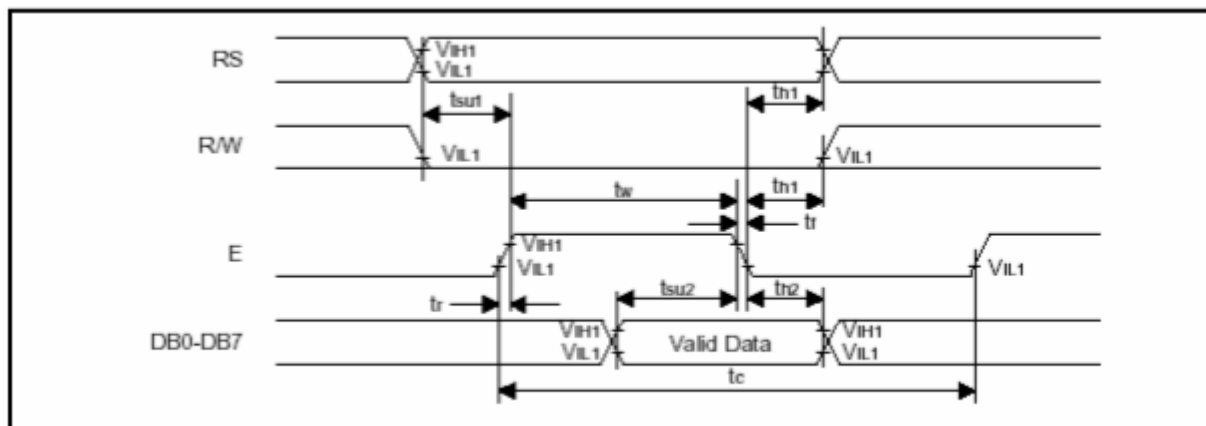 RS
VIH1
VIL1
tsu1
th1
R/W
VIL1
VIL1
tw
th1
tf
E
VIH1
VIL1
VIL1
tsu2
th2
tr
DB0-DB7
VIH1
VIL1
Valid Data
VIH1
VIL1
tc